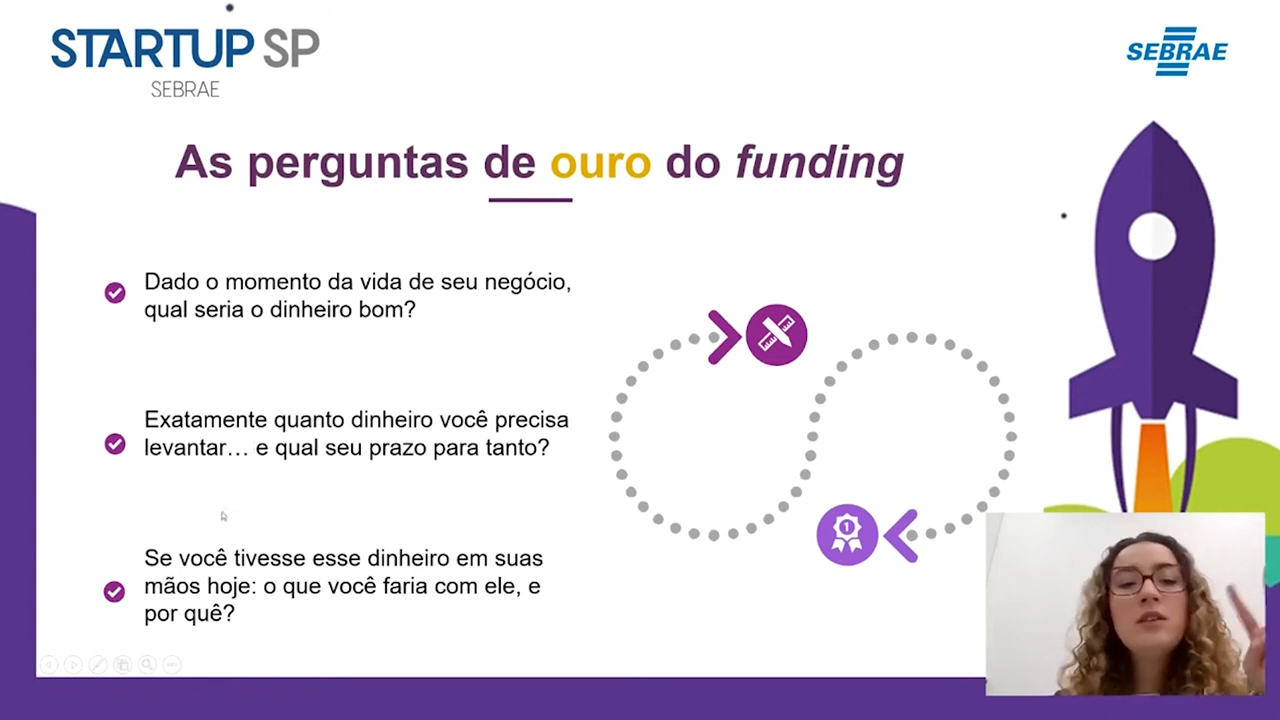 STARTUP SP
SEBRAE
SEBRAE
As perguntas de ouro do funding
Dado o momento da vida de seu negócio,
qual seria o dinheiro bom?
Exatamente quanto dinheiro você precisa
levantar… e qual seu prazo para tanto?
1
Se você tivesse esse dinheiro em suas
mãos hoje: o que você faria com ele, e
por quê?